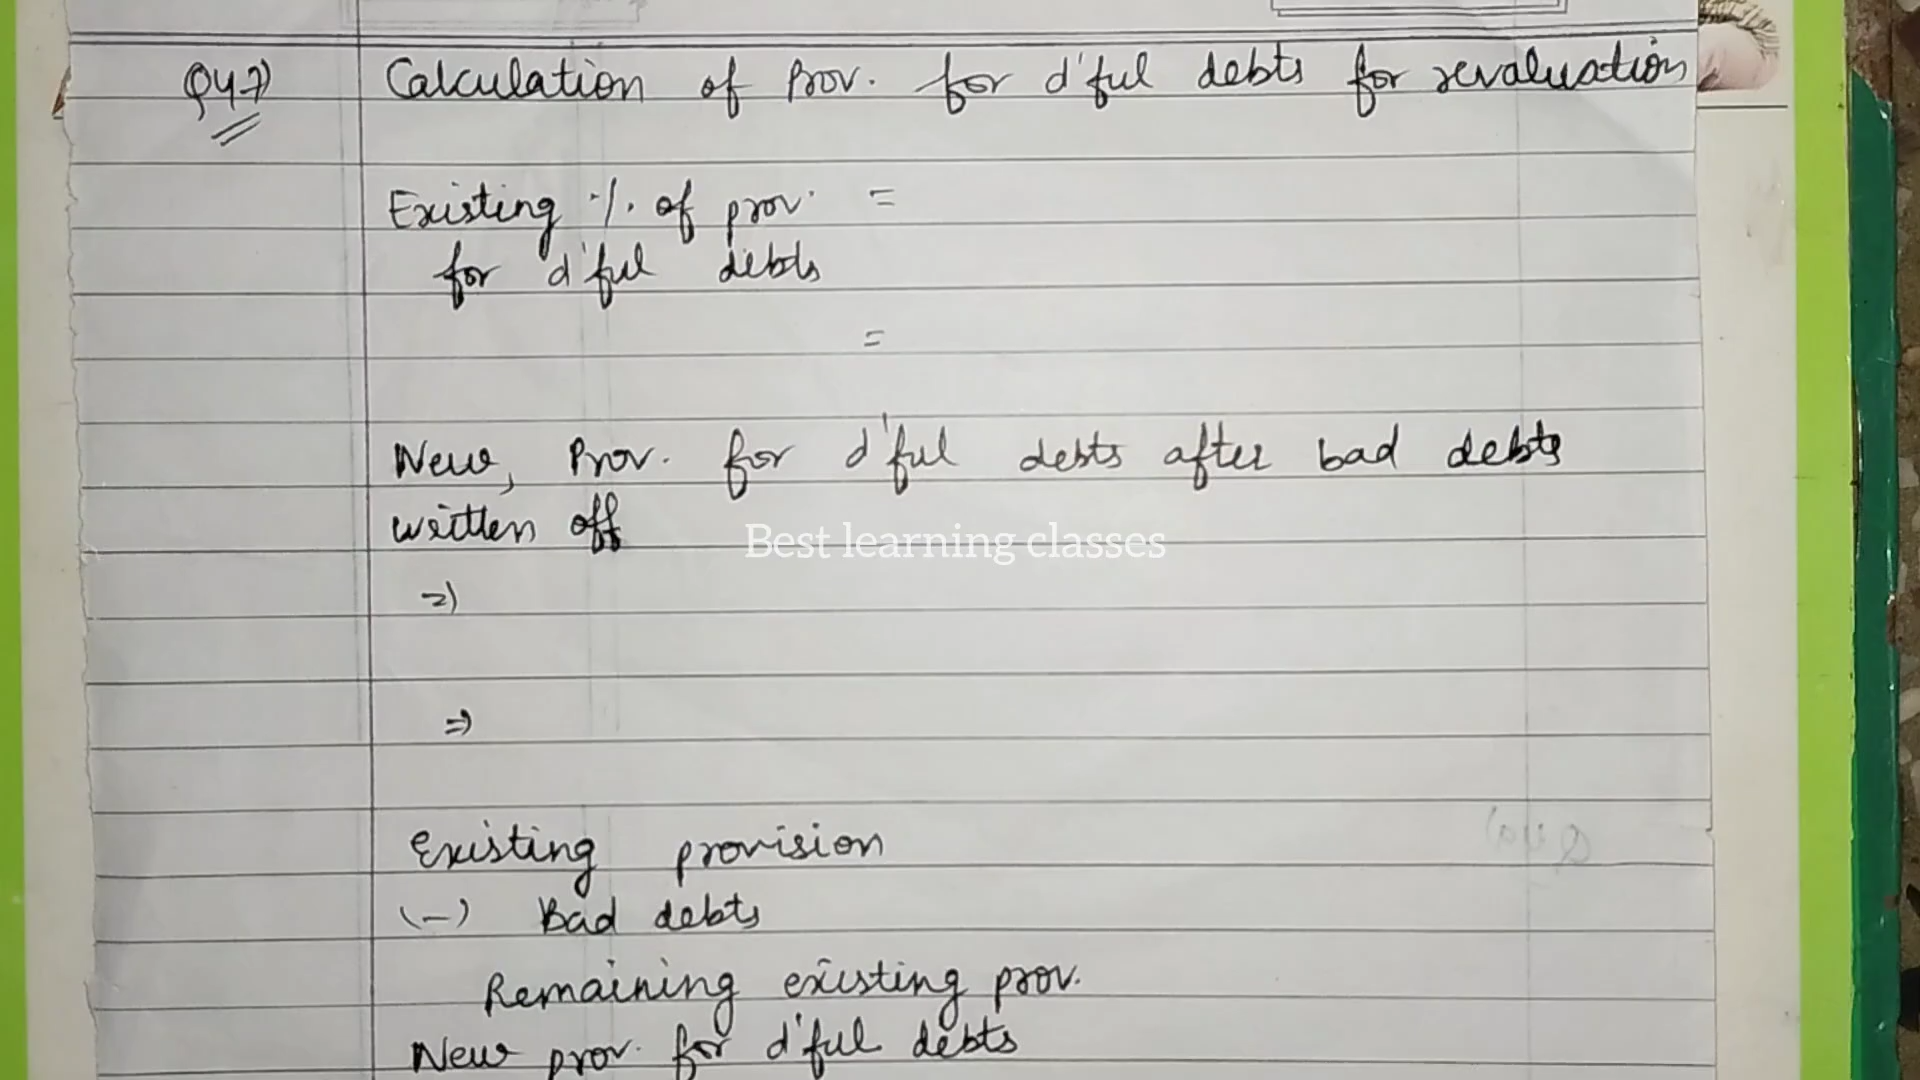 Q47) Calculation of Prov. for d'ful debts for revaluation
Existing %. of prov. =
for d'ful debts
=
New, Prov. for d'ful debts after bad debts
written off
Best learning classes
=)
=)
Existing provision
(-) Bad debts
Remaining existing prov.
New prov. for d'ful debts